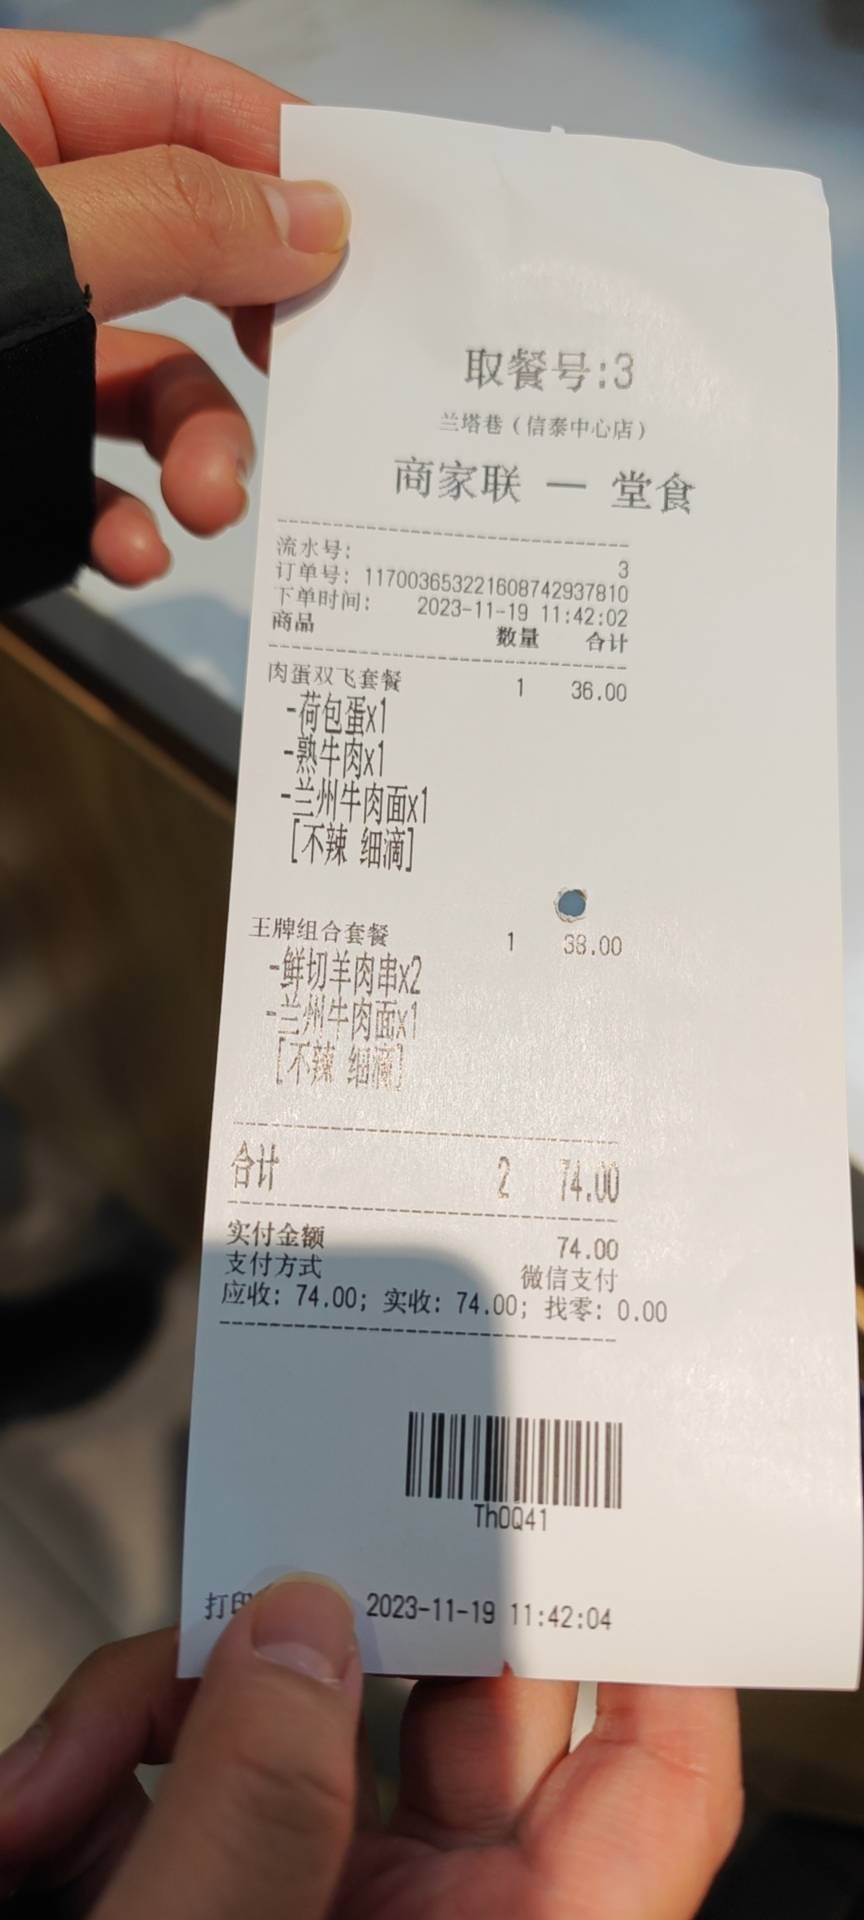 取餐号:3
兰塔巷(信泰中心店)
商家联 — 堂食
流水号: 3
订单号: 117003653221608742937810
下单时间: 2023-11-19 11:42:02
商品 数量 合计
肉蛋双飞套餐 1 36.00
-荷包蛋x1
-熟牛肉x1
-兰州牛肉面x1
[不辣 细滴]
王牌组合套餐 1 38.00
-鲜切羊肉串x2
-兰州牛肉面x1
[不辣 细滴]
合计 2 74.00
实付金额 74.00
支付方式 微信支付
应收: 74.00; 实收: 74.00; 找零: 0.00
Th0Q41
打印 2023-11-19 11:42:04